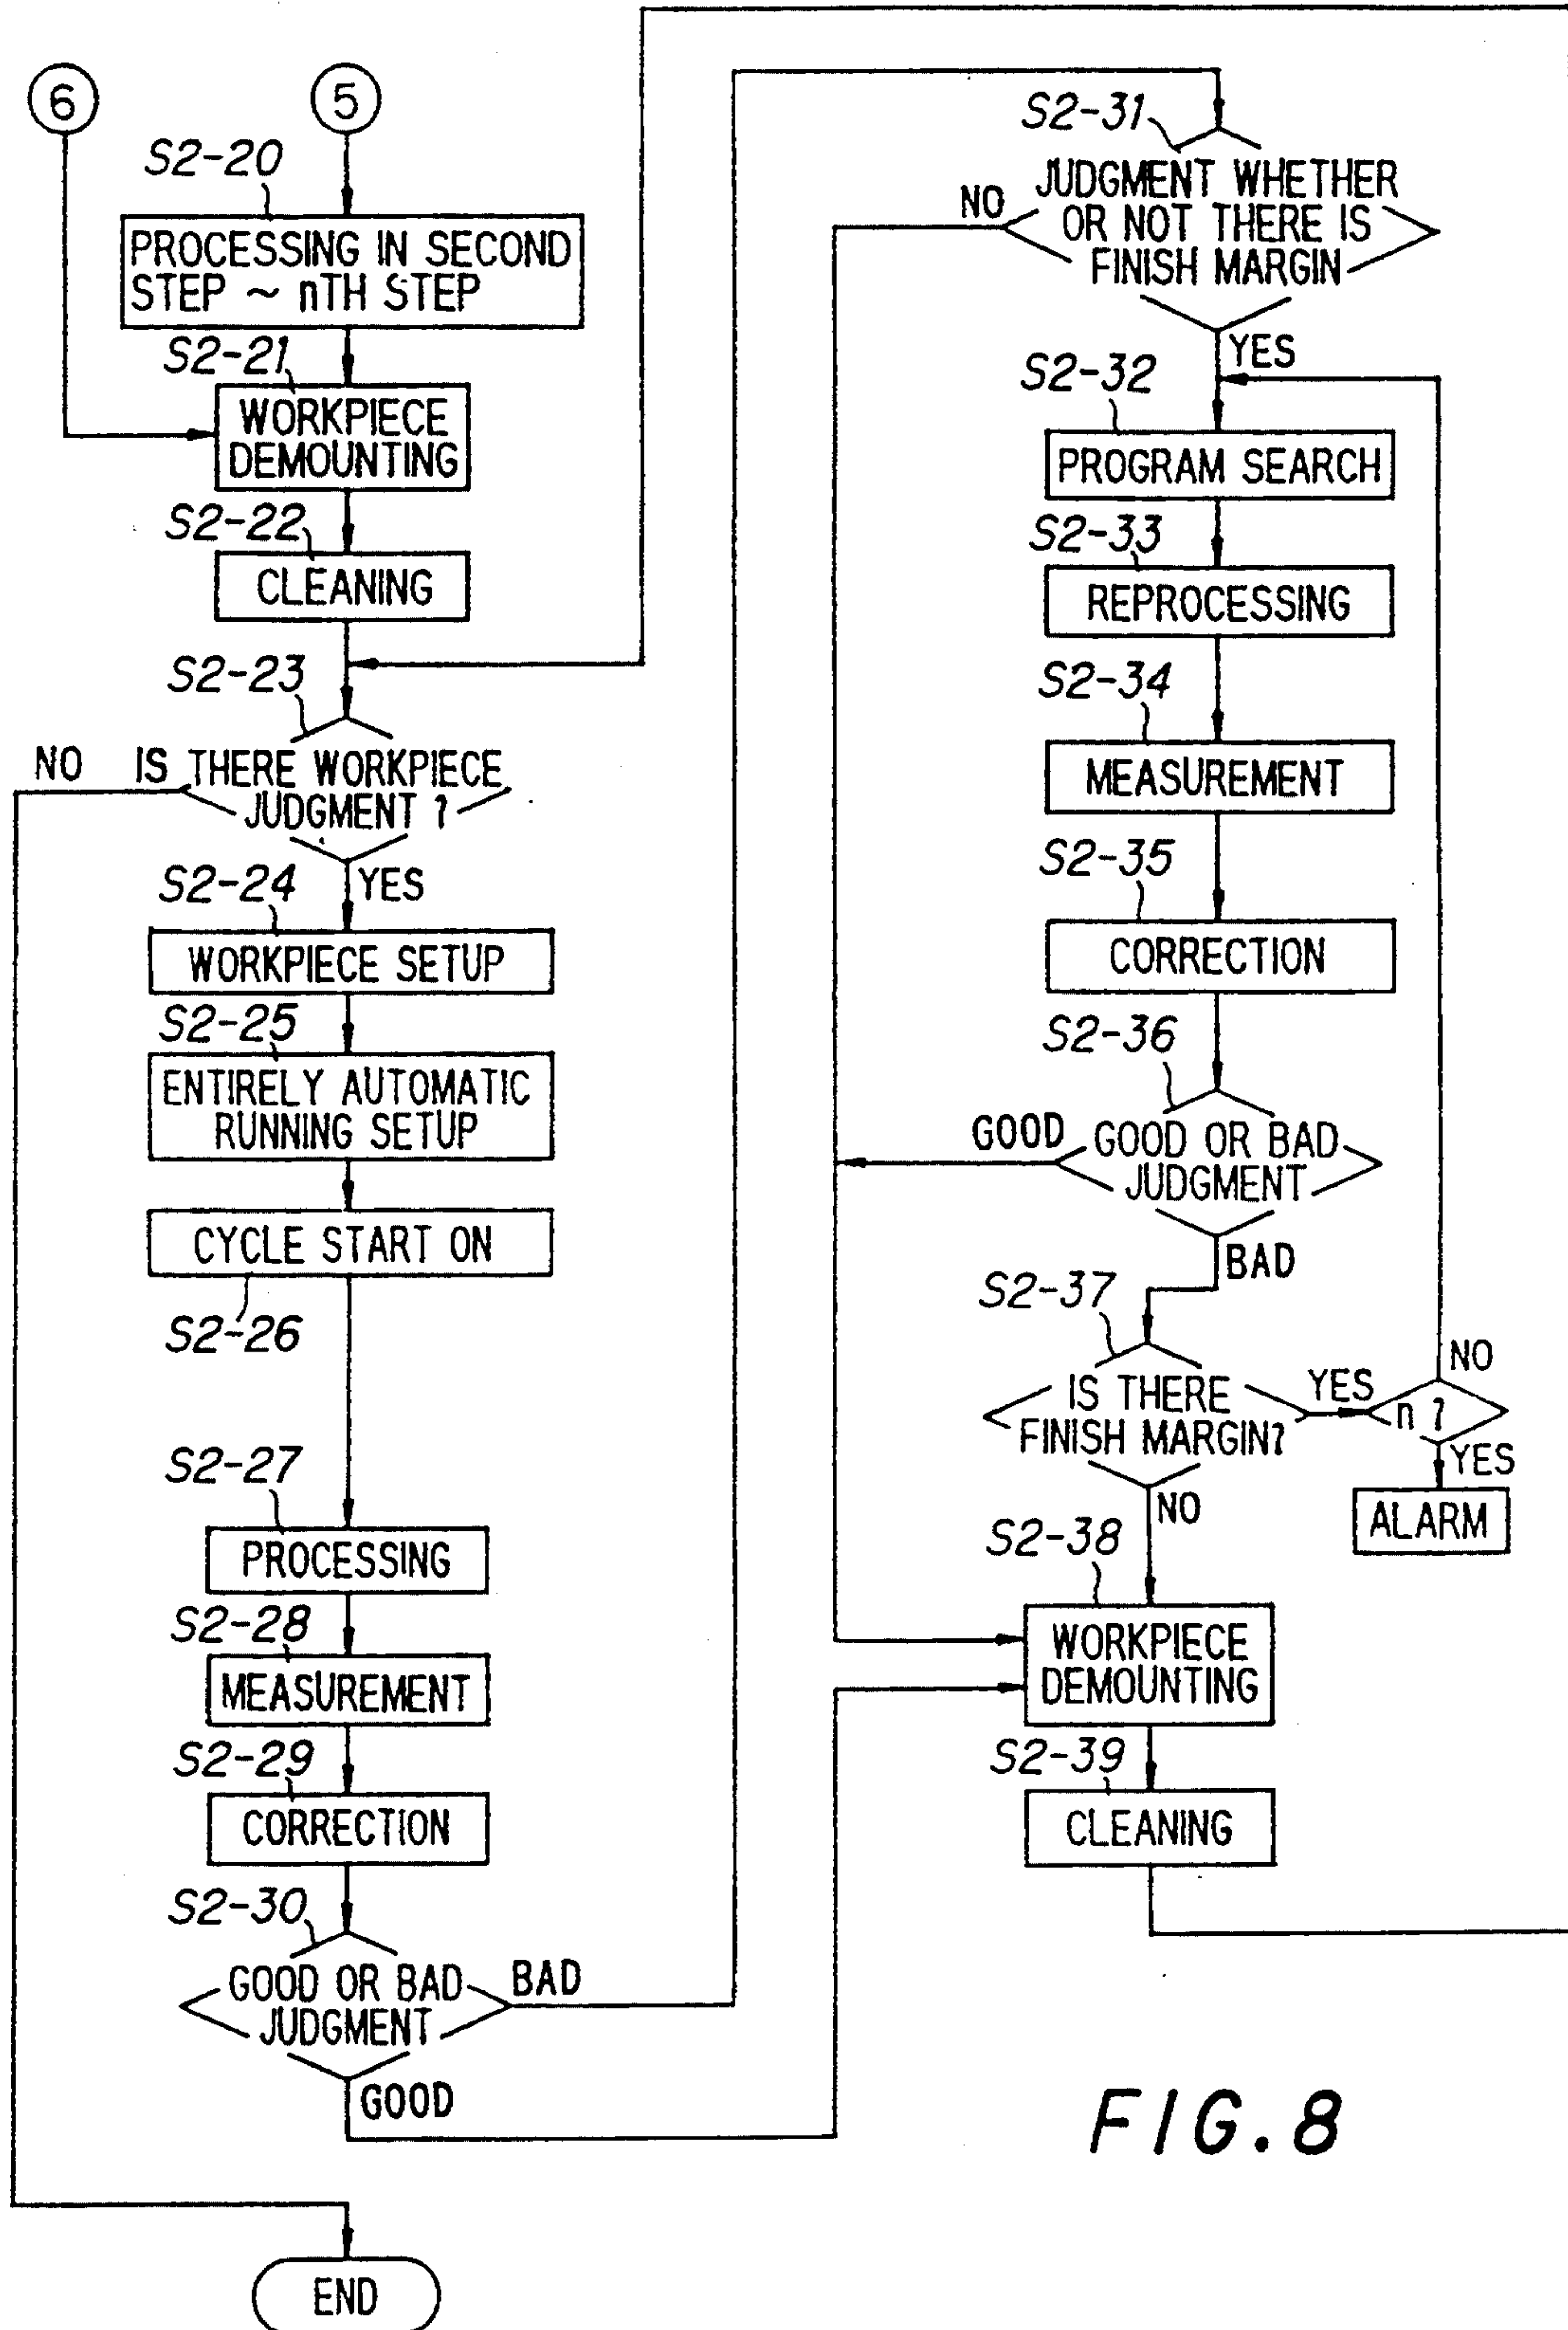 6
5
S2-20
PROCESSING IN SECOND
STEP ~ nTH STEP
S2-21
WORKPIECE
DEMOUNTING
S2-22
CLEANING
S2-23
NO
IS THERE WORKPIECE
JUDGMENT ?
YES
S2-24
WORKPIECE SETUP
S2-25
ENTIRELY AUTOMATIC
RUNNING SETUP
CYCLE START ON
S2-26
S2-27
PROCESSING
S2-28
MEASUREMENT
S2-29
CORRECTION
S2-30
GOOD OR BAD
JUDGMENT
BAD
GOOD
END
S2-31
JUDGMENT WHETHER
OR NOT THERE IS
FINISH MARGIN
NO
YES
S2-32
PROGRAM SEARCH
S2-33
REPROCESSING
S2-34
MEASUREMENT
S2-35
CORRECTION
S2-36
GOOD
GOOD OR BAD
JUDGMENT
BAD
S2-37
IS THERE
FINISH MARGIN?
YES
n ?
NO
YES
ALARM
NO
S2-38
WORKPIECE
DEMOUNTING
S2-39
CLEANING
FIG.8